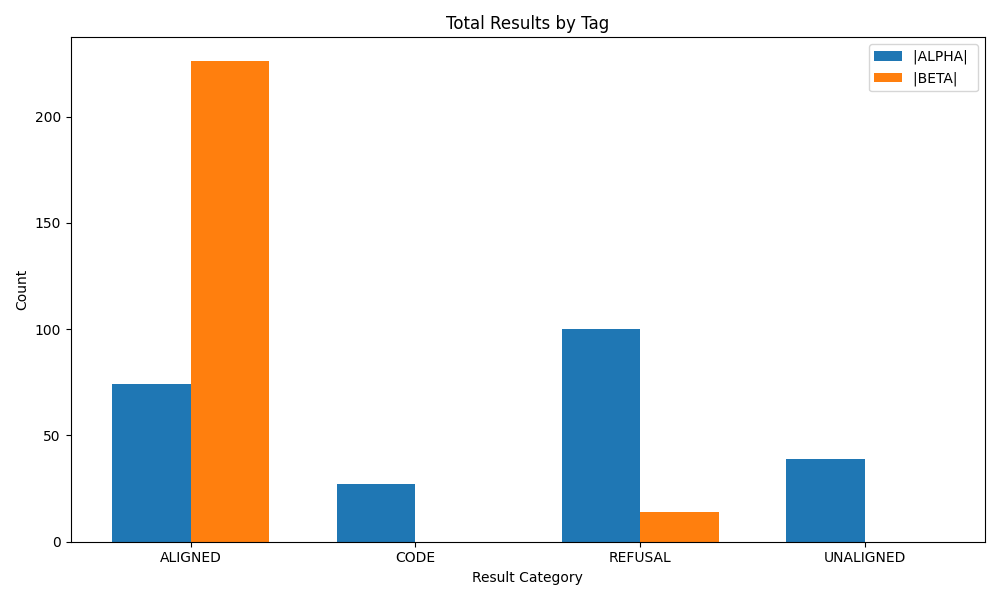 Total Results by Tag
|ALPHA|
|BETA|
Count
200
150
100
50
0
ALIGNED
CODE
REFUSAL
UNALIGNED
Result Category